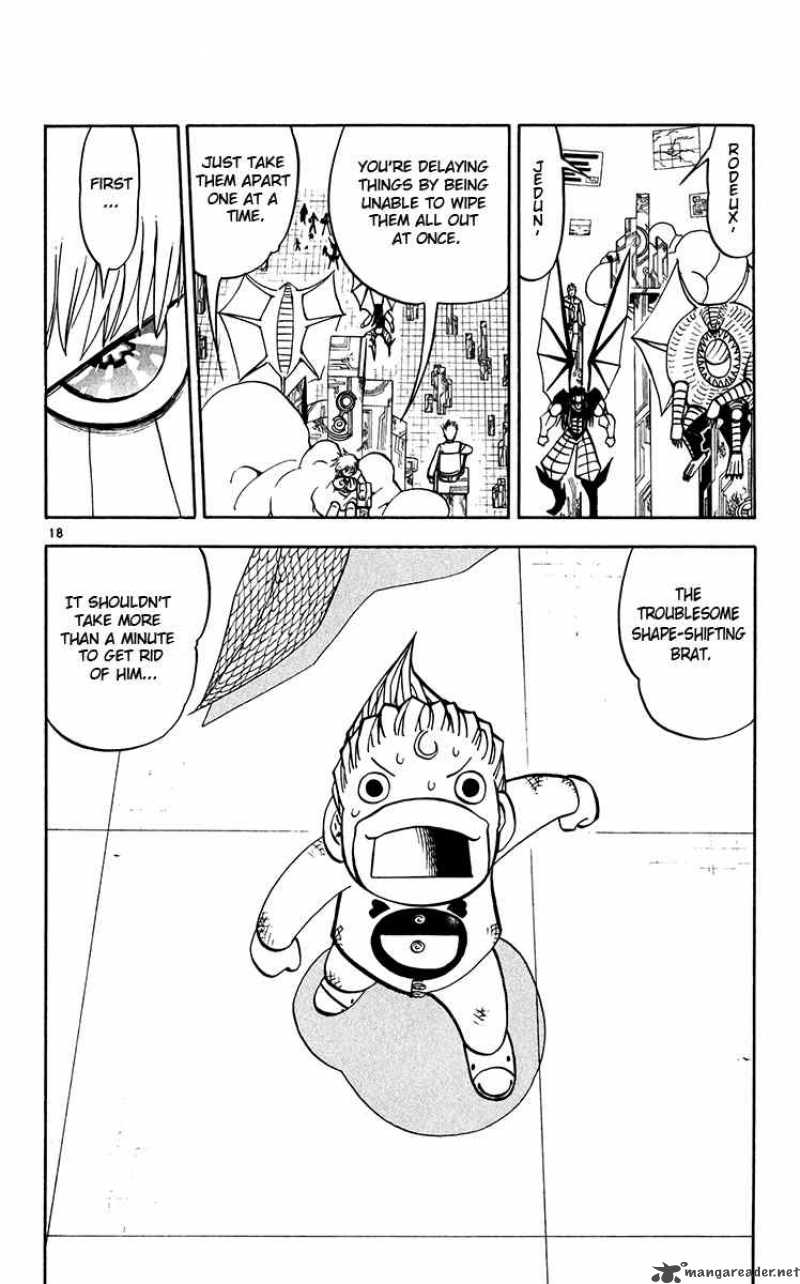 RODEUX,
JEDUN,
YOU'RE DELAYING
THINGS BY BEING
UNABLE TO WIPE
THEM ALL OUT
AT ONCE.
JUST TAKE
THEM APART
ONE AT A
TIME.
FIRST
...
18
THE
TROUBLESOME
SHAPE-SHIFTING
BRAT.
IT SHOULDN'T
TAKE MORE
THAN A MINUTE
TO GET RID
OF HIM...
mangareader.net